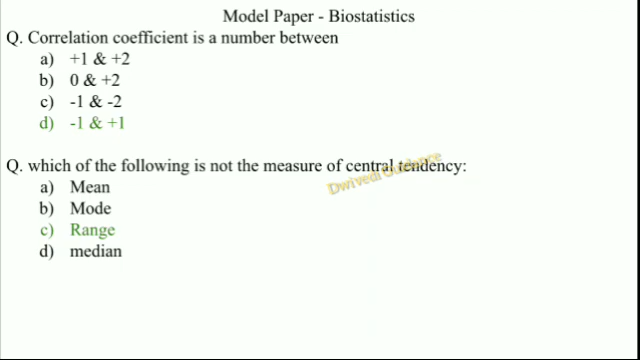 Model Paper - Biostatistics
Q. Correlation coefficient is a number between
a) +1 & +2
b) 0 & +2
c) -1 & -2
d) -1 & +1
Q. which of the following is not the measure of central tendency:
Dwivedi Guidance
a) Mean
b) Mode
c) Range
d) median